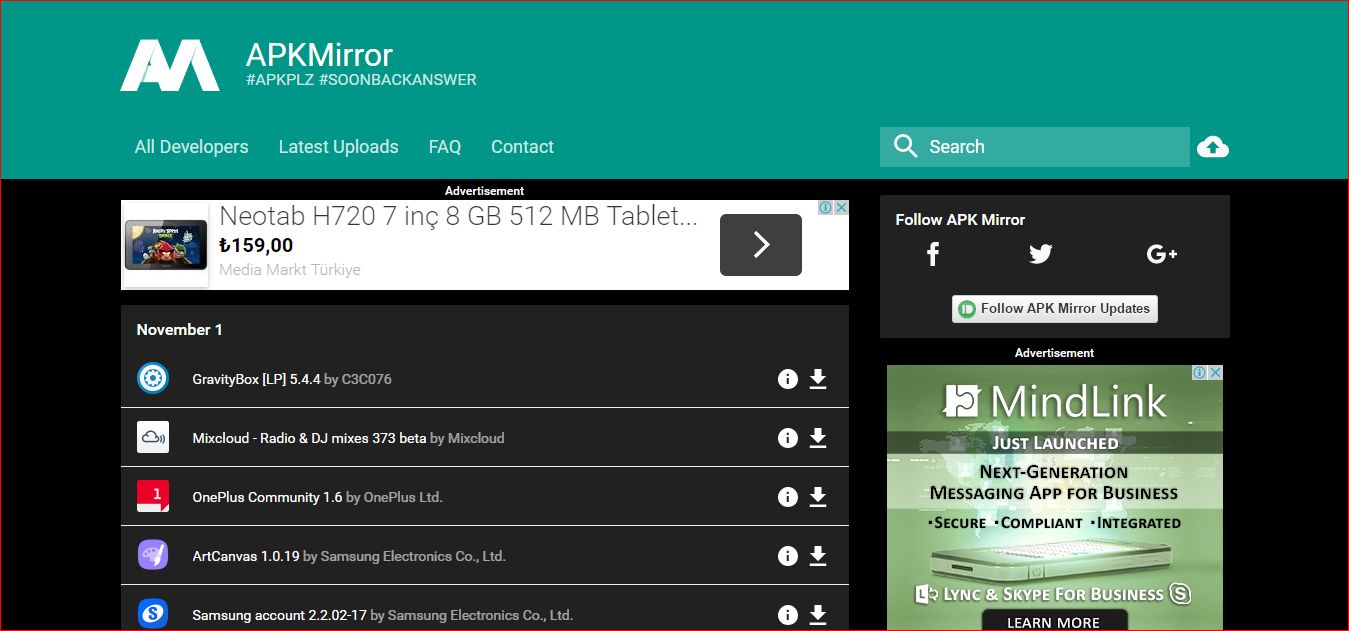 APKMirror
#APKPLZ #SOONBACKANSWER
All Developers
Latest Uploads
FAQ
Contact
Search
Advertisement
Neotab H720 7 inç 8 GB 512 MB Tablet...
₺159,00
Media Markt Türkiye
November 1
GravityBox [LP] 5.4.4 by C3C076
Mixcloud - Radio & DJ mixes 373 beta by Mixcloud
1
OnePlus Community 1.6 by OnePlus Ltd.
ArtCanvas 1.0.19 by Samsung Electronics Co., Ltd.
Samsung account 2.2.02-17 by Samsung Electronics Co., Ltd.
Follow APK Mirror
Follow APK Mirror Updates
Advertisement
MindLink
JUST LAUNCHED
NEXT-GENERATION
MESSAGING APP FOR BUSINESS
•SECURE •COMPLIANT •INTEGRATED
LYNC & SKYPE FOR BUSINESS
LEARN MORE